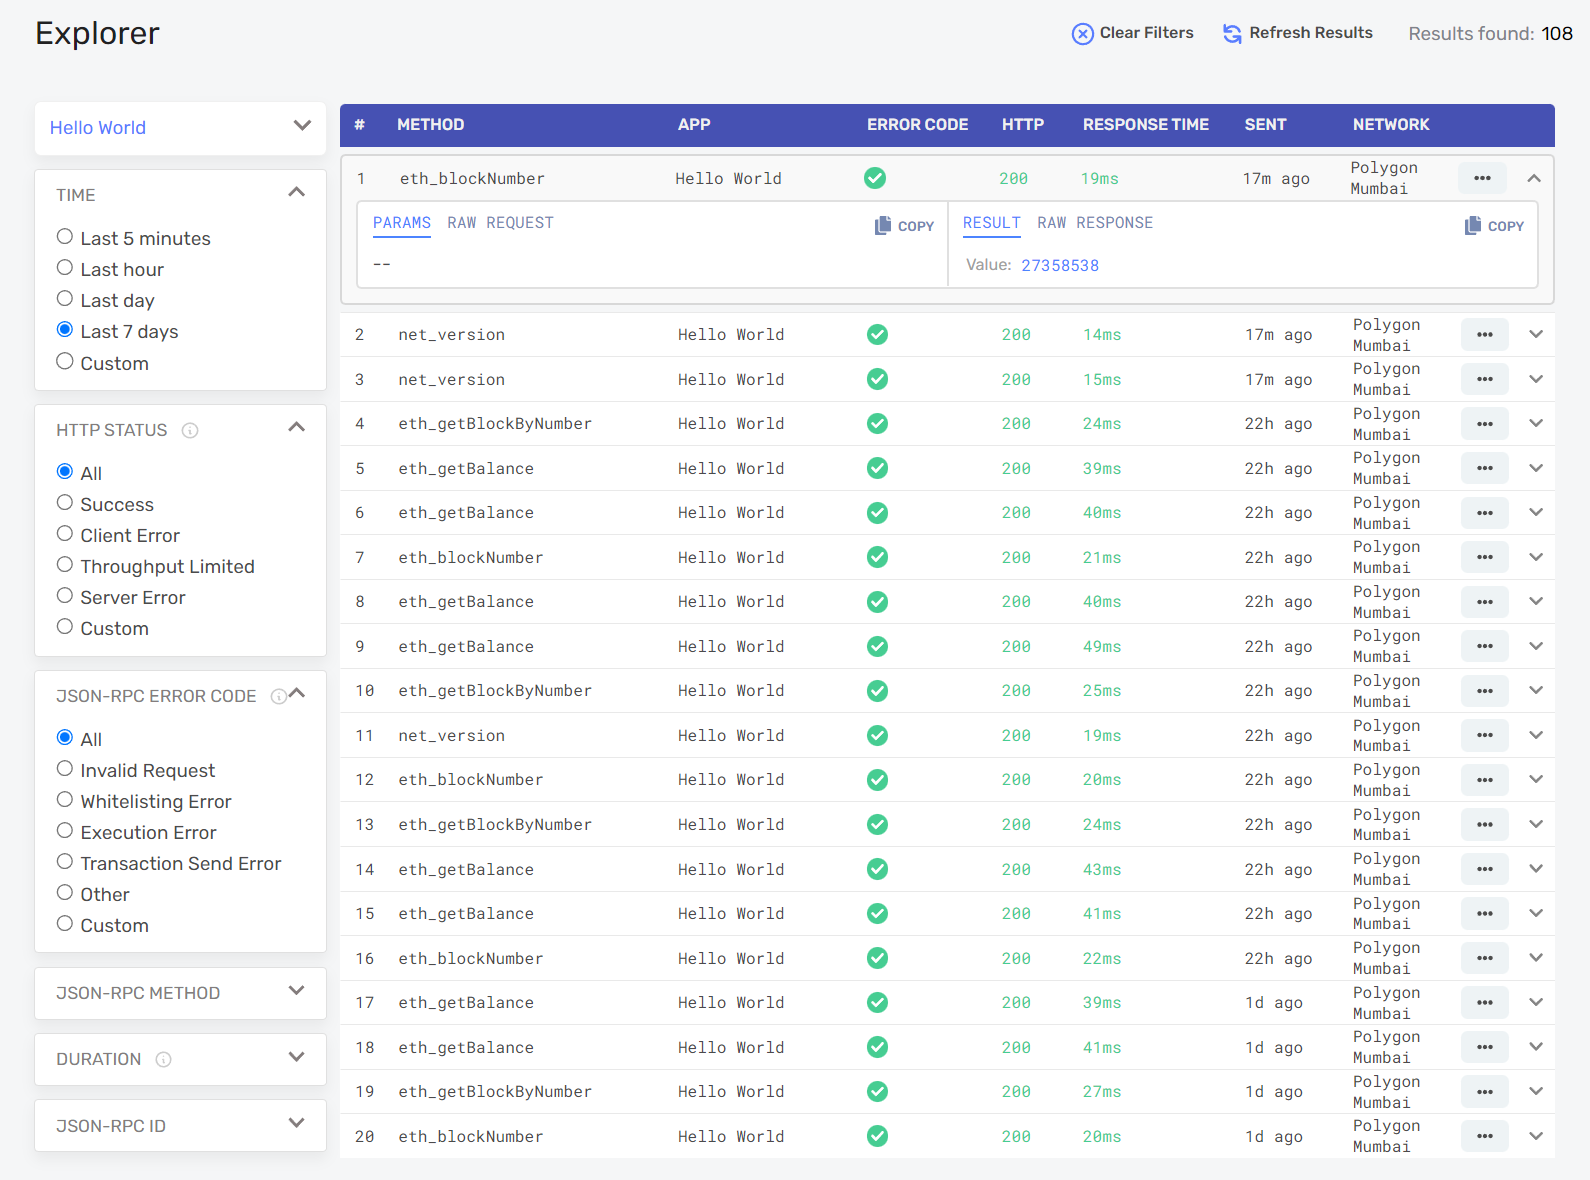 Explorer
Clear Filters Refresh Results Results found: 108
Hello World
TIME
Last 5 minutes
Last hour
Last day
Last 7 days
Custom
HTTP STATUS
All
Success
Client Error
Throughput Limited
Server Error
Custom
JSON-RPC ERROR CODE
All
Invalid Request
Whitelisting Error
Execution Error
Transaction Send Error
Other
Custom
JSON-RPC METHOD
DURATION
JSON-RPC ID
# METHOD APP ERROR CODE HTTP RESPONSE TIME SENT NETWORK
1 eth_blockNumber Hello World 200 19ms 17m ago Polygon Mumbai
PARAMS RAW REQUEST COPY
--
RESULT RAW RESPONSE COPY
Value: 27358538
2 net_version Hello World 200 14ms 17m ago Polygon Mumbai
3 net_version Hello World 200 15ms 17m ago Polygon Mumbai
4 eth_getBlockByNumber Hello World 200 24ms 22h ago Polygon Mumbai
5 eth_getBalance Hello World 200 39ms 22h ago Polygon Mumbai
6 eth_getBalance Hello World 200 40ms 22h ago Polygon Mumbai
7 eth_blockNumber Hello World 200 21ms 22h ago Polygon Mumbai
8 eth_getBalance Hello World 200 40ms 22h ago Polygon Mumbai
9 eth_getBalance Hello World 200 49ms 22h ago Polygon Mumbai
10 eth_getBlockByNumber Hello World 200 25ms 22h ago Polygon Mumbai
11 net_version Hello World 200 19ms 22h ago Polygon Mumbai
12 eth_blockNumber Hello World 200 20ms 22h ago Polygon Mumbai
13 eth_getBlockByNumber Hello World 200 24ms 22h ago Polygon Mumbai
14 eth_getBalance Hello World 200 43ms 22h ago Polygon Mumbai
15 eth_getBalance Hello World 200 41ms 22h ago Polygon Mumbai
16 eth_blockNumber Hello World 200 22ms 22h ago Polygon Mumbai
17 eth_getBalance Hello World 200 39ms 1d ago Polygon Mumbai
18 eth_getBalance Hello World 200 41ms 1d ago Polygon Mumbai
19 eth_getBlockByNumber Hello World 200 27ms 1d ago Polygon Mumbai
20 eth_blockNumber Hello World 200 20ms 1d ago Polygon Mumbai